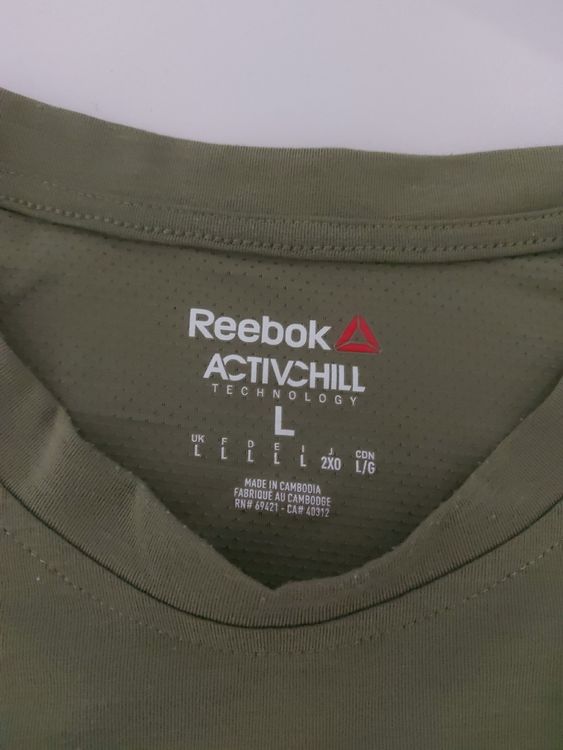 Reebok
ACTIVCHILL
TECHNOLOGY
L
UK F D E I J CDN
L L L L L 2XO L/G
MADE IN CAMBODIA
FABRIQUE AU CAMBODGE
RN# 69421 - CA# 40312